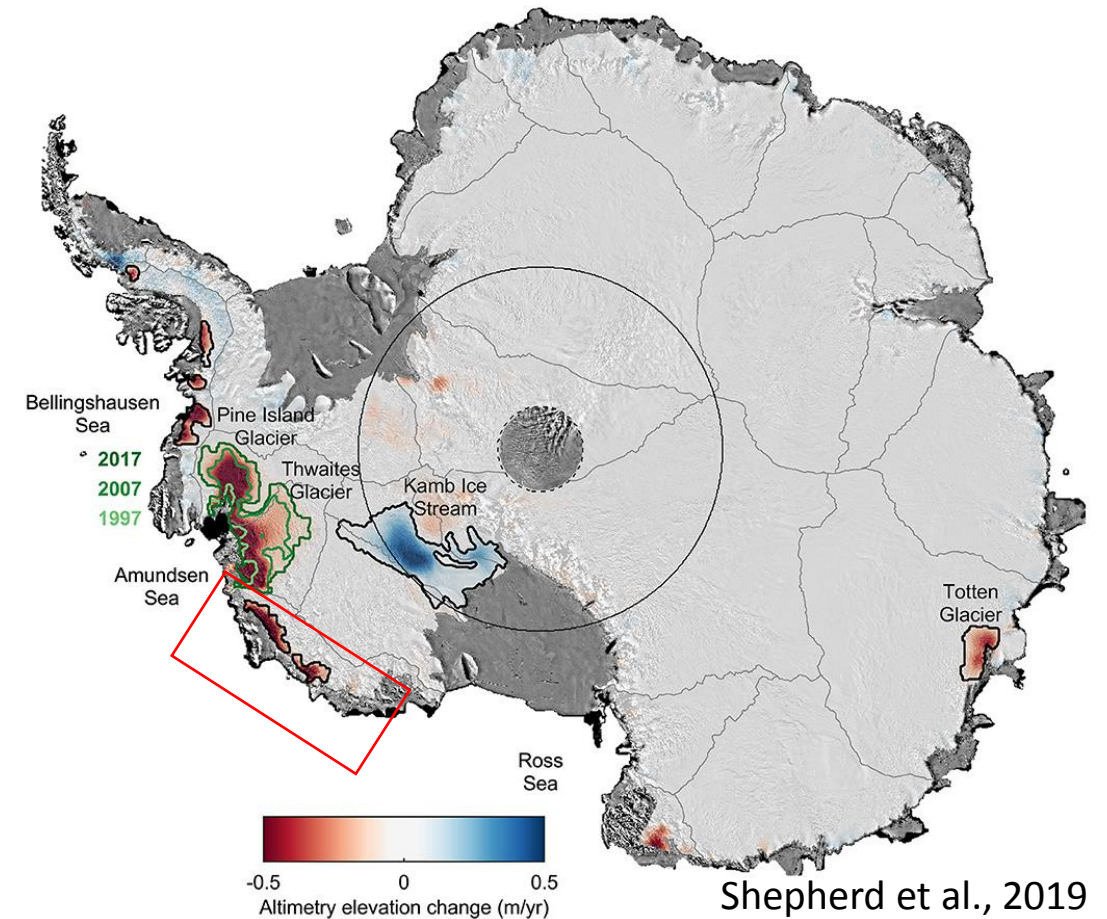 Bellingshausen
Sea
Pine Island
Glacier
2017
2007
1997
Thwaites
Glacier
Kamb Ice
Stream
Amundsen
Sea
Totten
Glacier
Ross
Sea
-0.5
0
0.5
Altimetry elevation change (m/yr)
Shepherd et al., 2019